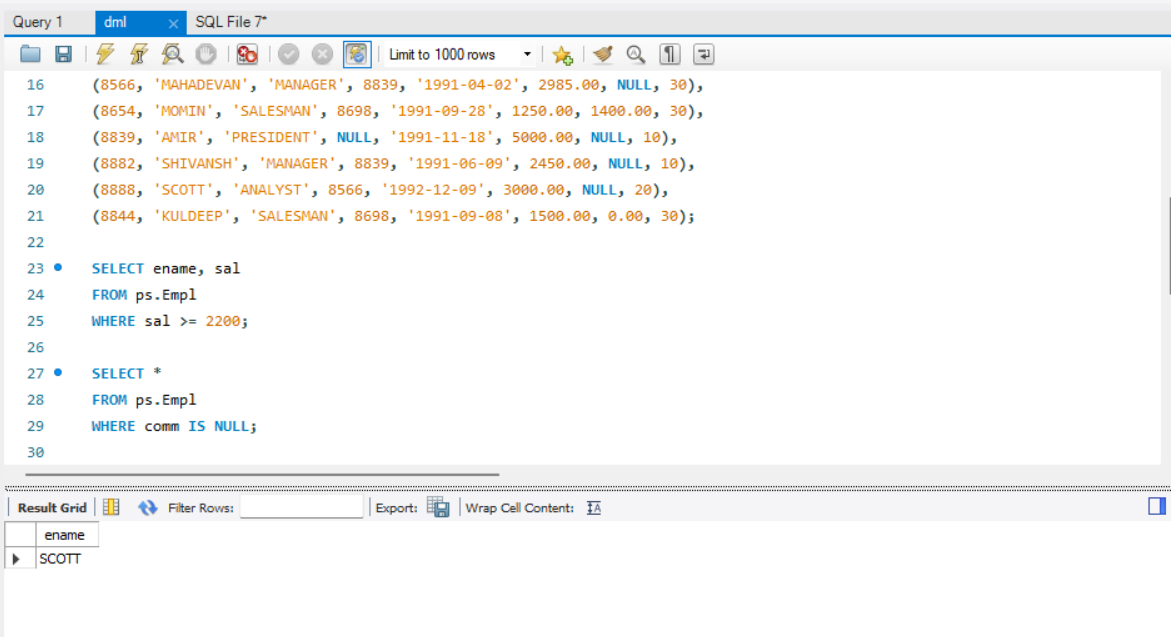 Query 1 dml × SQL File 7*
Limit to 1000 rows
16 (8566, 'MAHADEVAN', 'MANAGER', 8839, '1991-04-02', 2985.00, NULL, 30),
17 (8654, 'MOMIN', 'SALESMAN', 8698, '1991-09-28', 1250.00, 1400.00, 30),
18 (8839, 'AMIR', 'PRESIDENT', NULL, '1991-11-18', 5000.00, NULL, 10),
19 (8882, 'SHIVANSH', 'MANAGER', 8839, '1991-06-09', 2450.00, NULL, 10),
20 (8888, 'SCOTT', 'ANALYST', 8566, '1992-12-09', 3000.00, NULL, 20),
21 (8844, 'KULDEEP', 'SALESMAN', 8698, '1991-09-08', 1500.00, 0.00, 30);
22
23 SELECT ename, sal
24 FROM ps.Empl
25 WHERE sal >= 2200;
26
27 SELECT *
28 FROM ps.Empl
29 WHERE comm IS NULL;
30
Result Grid Filter Rows: Export: Wrap Cell Content: IA
ename
SCOTT